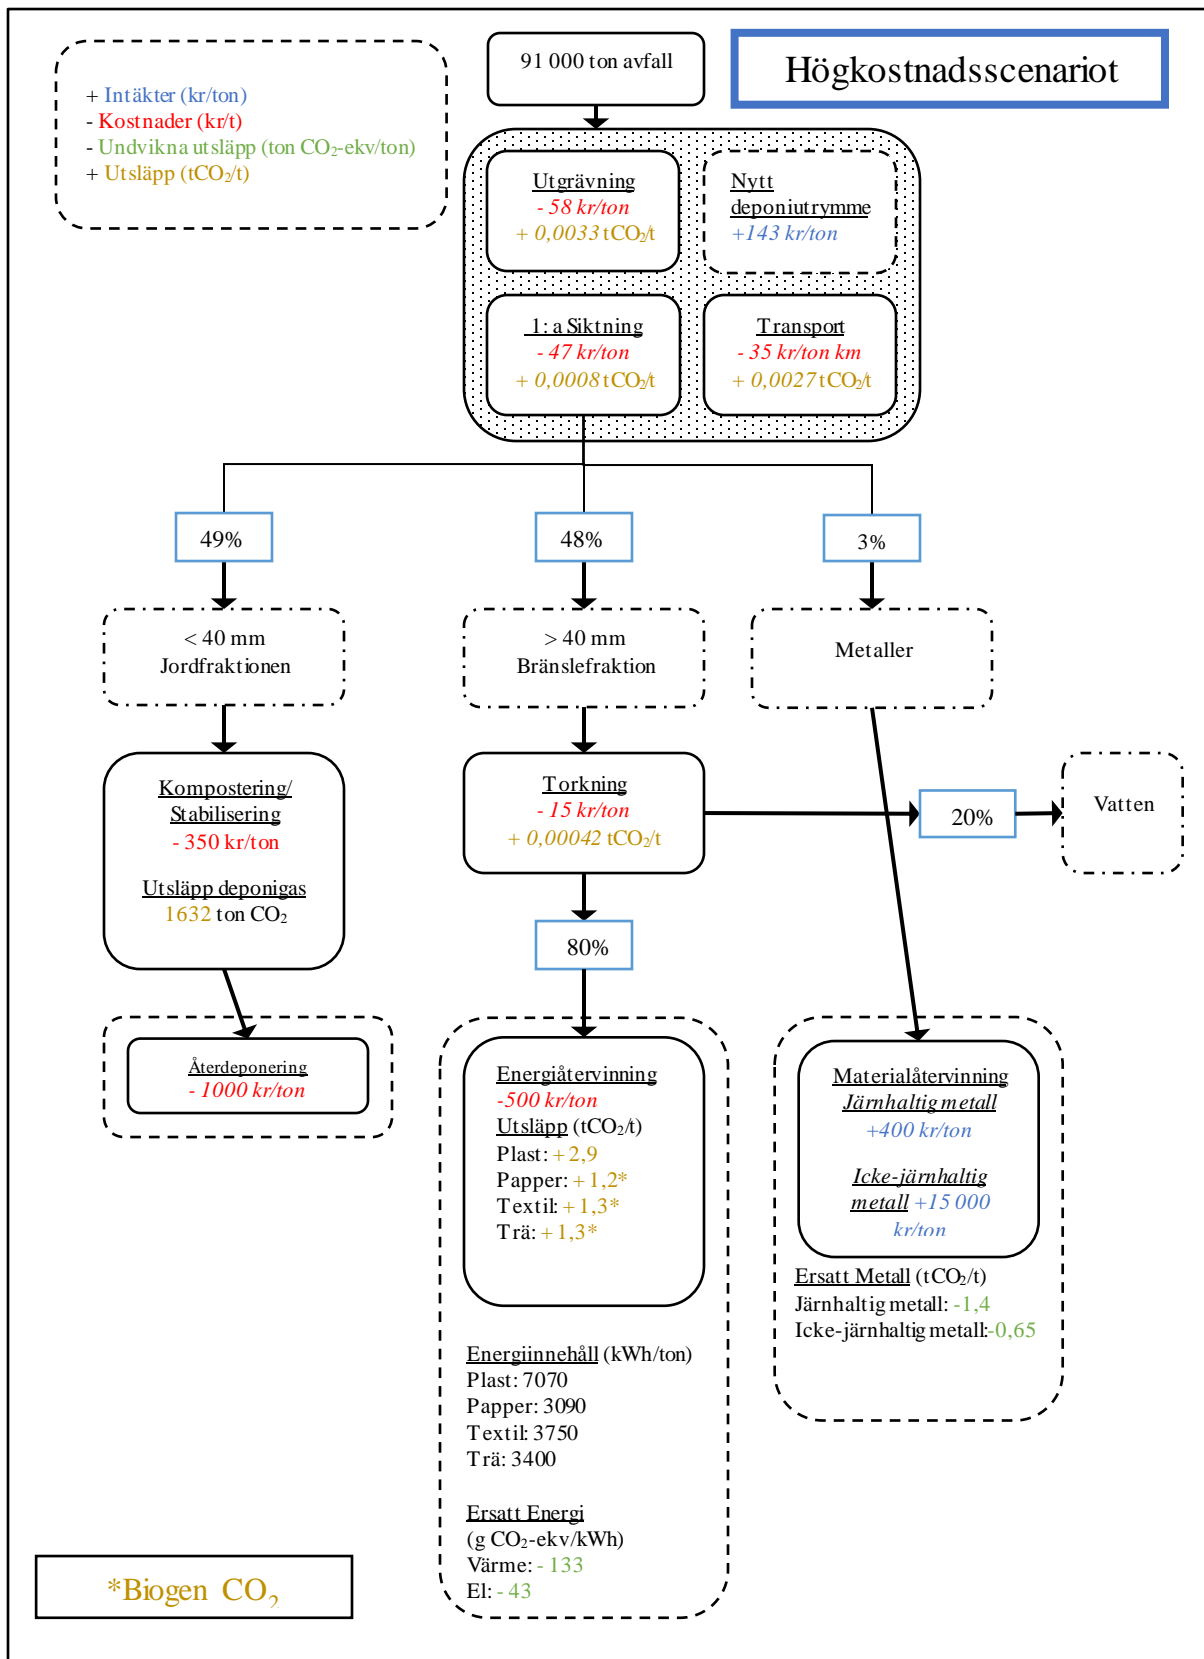 91 000 ton avfall
Högkostnadsscenariot
+ Intäkter (kr/ton)
- Kostnader (kr/t)
- Undvikna utsläpp (ton CO₂-ekv/ton)
+ Utsläpp (tCO₂/t)
Utgrävning
- 58 kr/ton
+ 0,0033 tCO₂/t
Nytt
deponiutrymme
+143 kr/ton
1: a Siktning
- 47 kr/ton
+ 0,0008 tCO₂/t
Transport
- 35 kr/ton km
+ 0,0027 tCO₂/t
49%
48%
3%
< 40 mm
Jordfraktionen
> 40 mm
Bränslefraktion
Metaller
Kompostering/
Stabilisering
- 350 kr/ton
Utsläpp deponigas
1632 ton CO₂
Torkning
- 15 kr/ton
+ 0,00042 tCO₂/t
20%
Vatten
80%
Återdeponering
- 1000 kr/ton
Energiåtervinning
-500 kr/ton
Utsläpp (tCO₂/t)
Plast: + 2,9
Papper: + 1,2*
Textil: + 1,3*
Trä: + 1,3*
Energiinnehåll (kWh/ton)
Plast: 7070
Papper: 3090
Textil: 3750
Trä: 3400
Ersatt Energi
(g CO₂-ekv/kWh)
Värme: - 133
El: - 43
Materialåtervinning
Järnhaltig metall
+400 kr/ton
Icke-järnhaltig
metall +15 000
kr/ton
Ersatt Metall (tCO₂/t)
Järnhaltig metall: -1,4
Icke-järnhaltig metall:-0,65
*Biogen CO₂